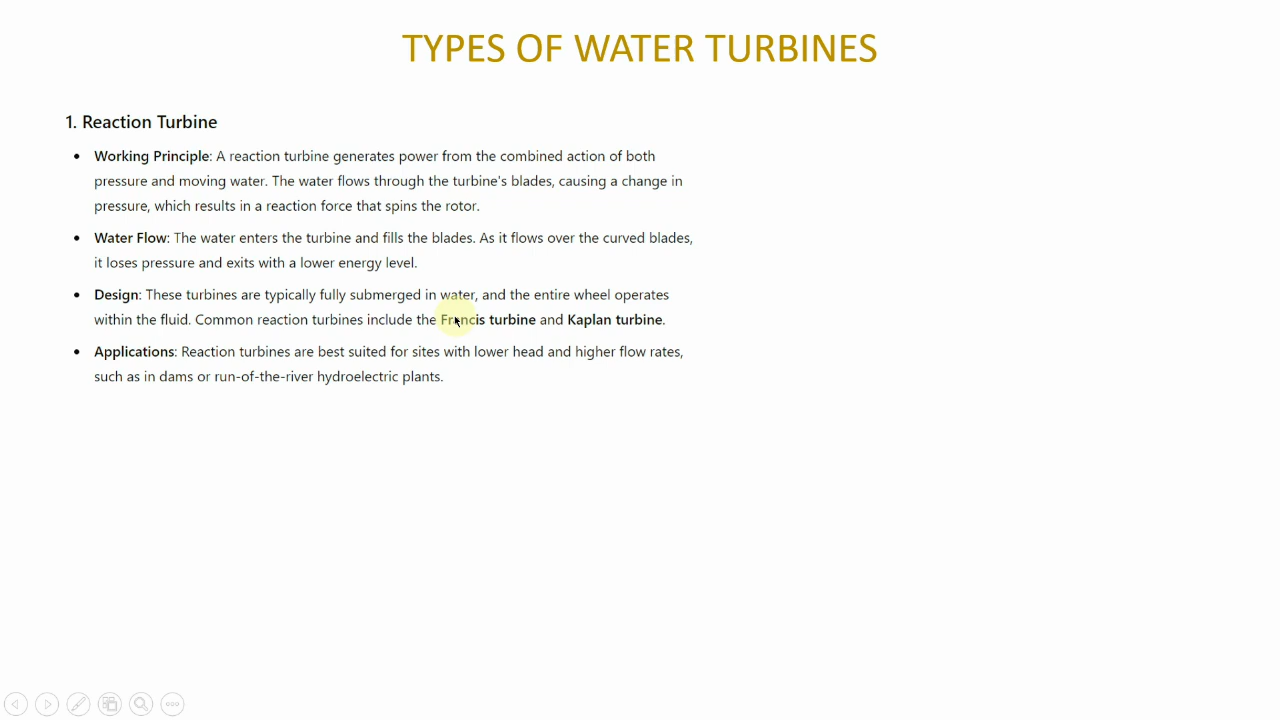 TYPES OF WATER TURBINES
1. Reaction Turbine
• Working Principle: A reaction turbine generates power from the combined action of both
pressure and moving water. The water flows through the turbine's blades, causing a change in
pressure, which results in a reaction force that spins the rotor.
• Water Flow: The water enters the turbine and fills the blades. As it flows over the curved blades,
it loses pressure and exits with a lower energy level.
• Design: These turbines are typically fully submerged in water, and the entire wheel operates
within the fluid. Common reaction turbines include the Francis turbine and Kaplan turbine.
• Applications: Reaction turbines are best suited for sites with lower head and higher flow rates,
such as in dams or run-of-the-river hydroelectric plants.